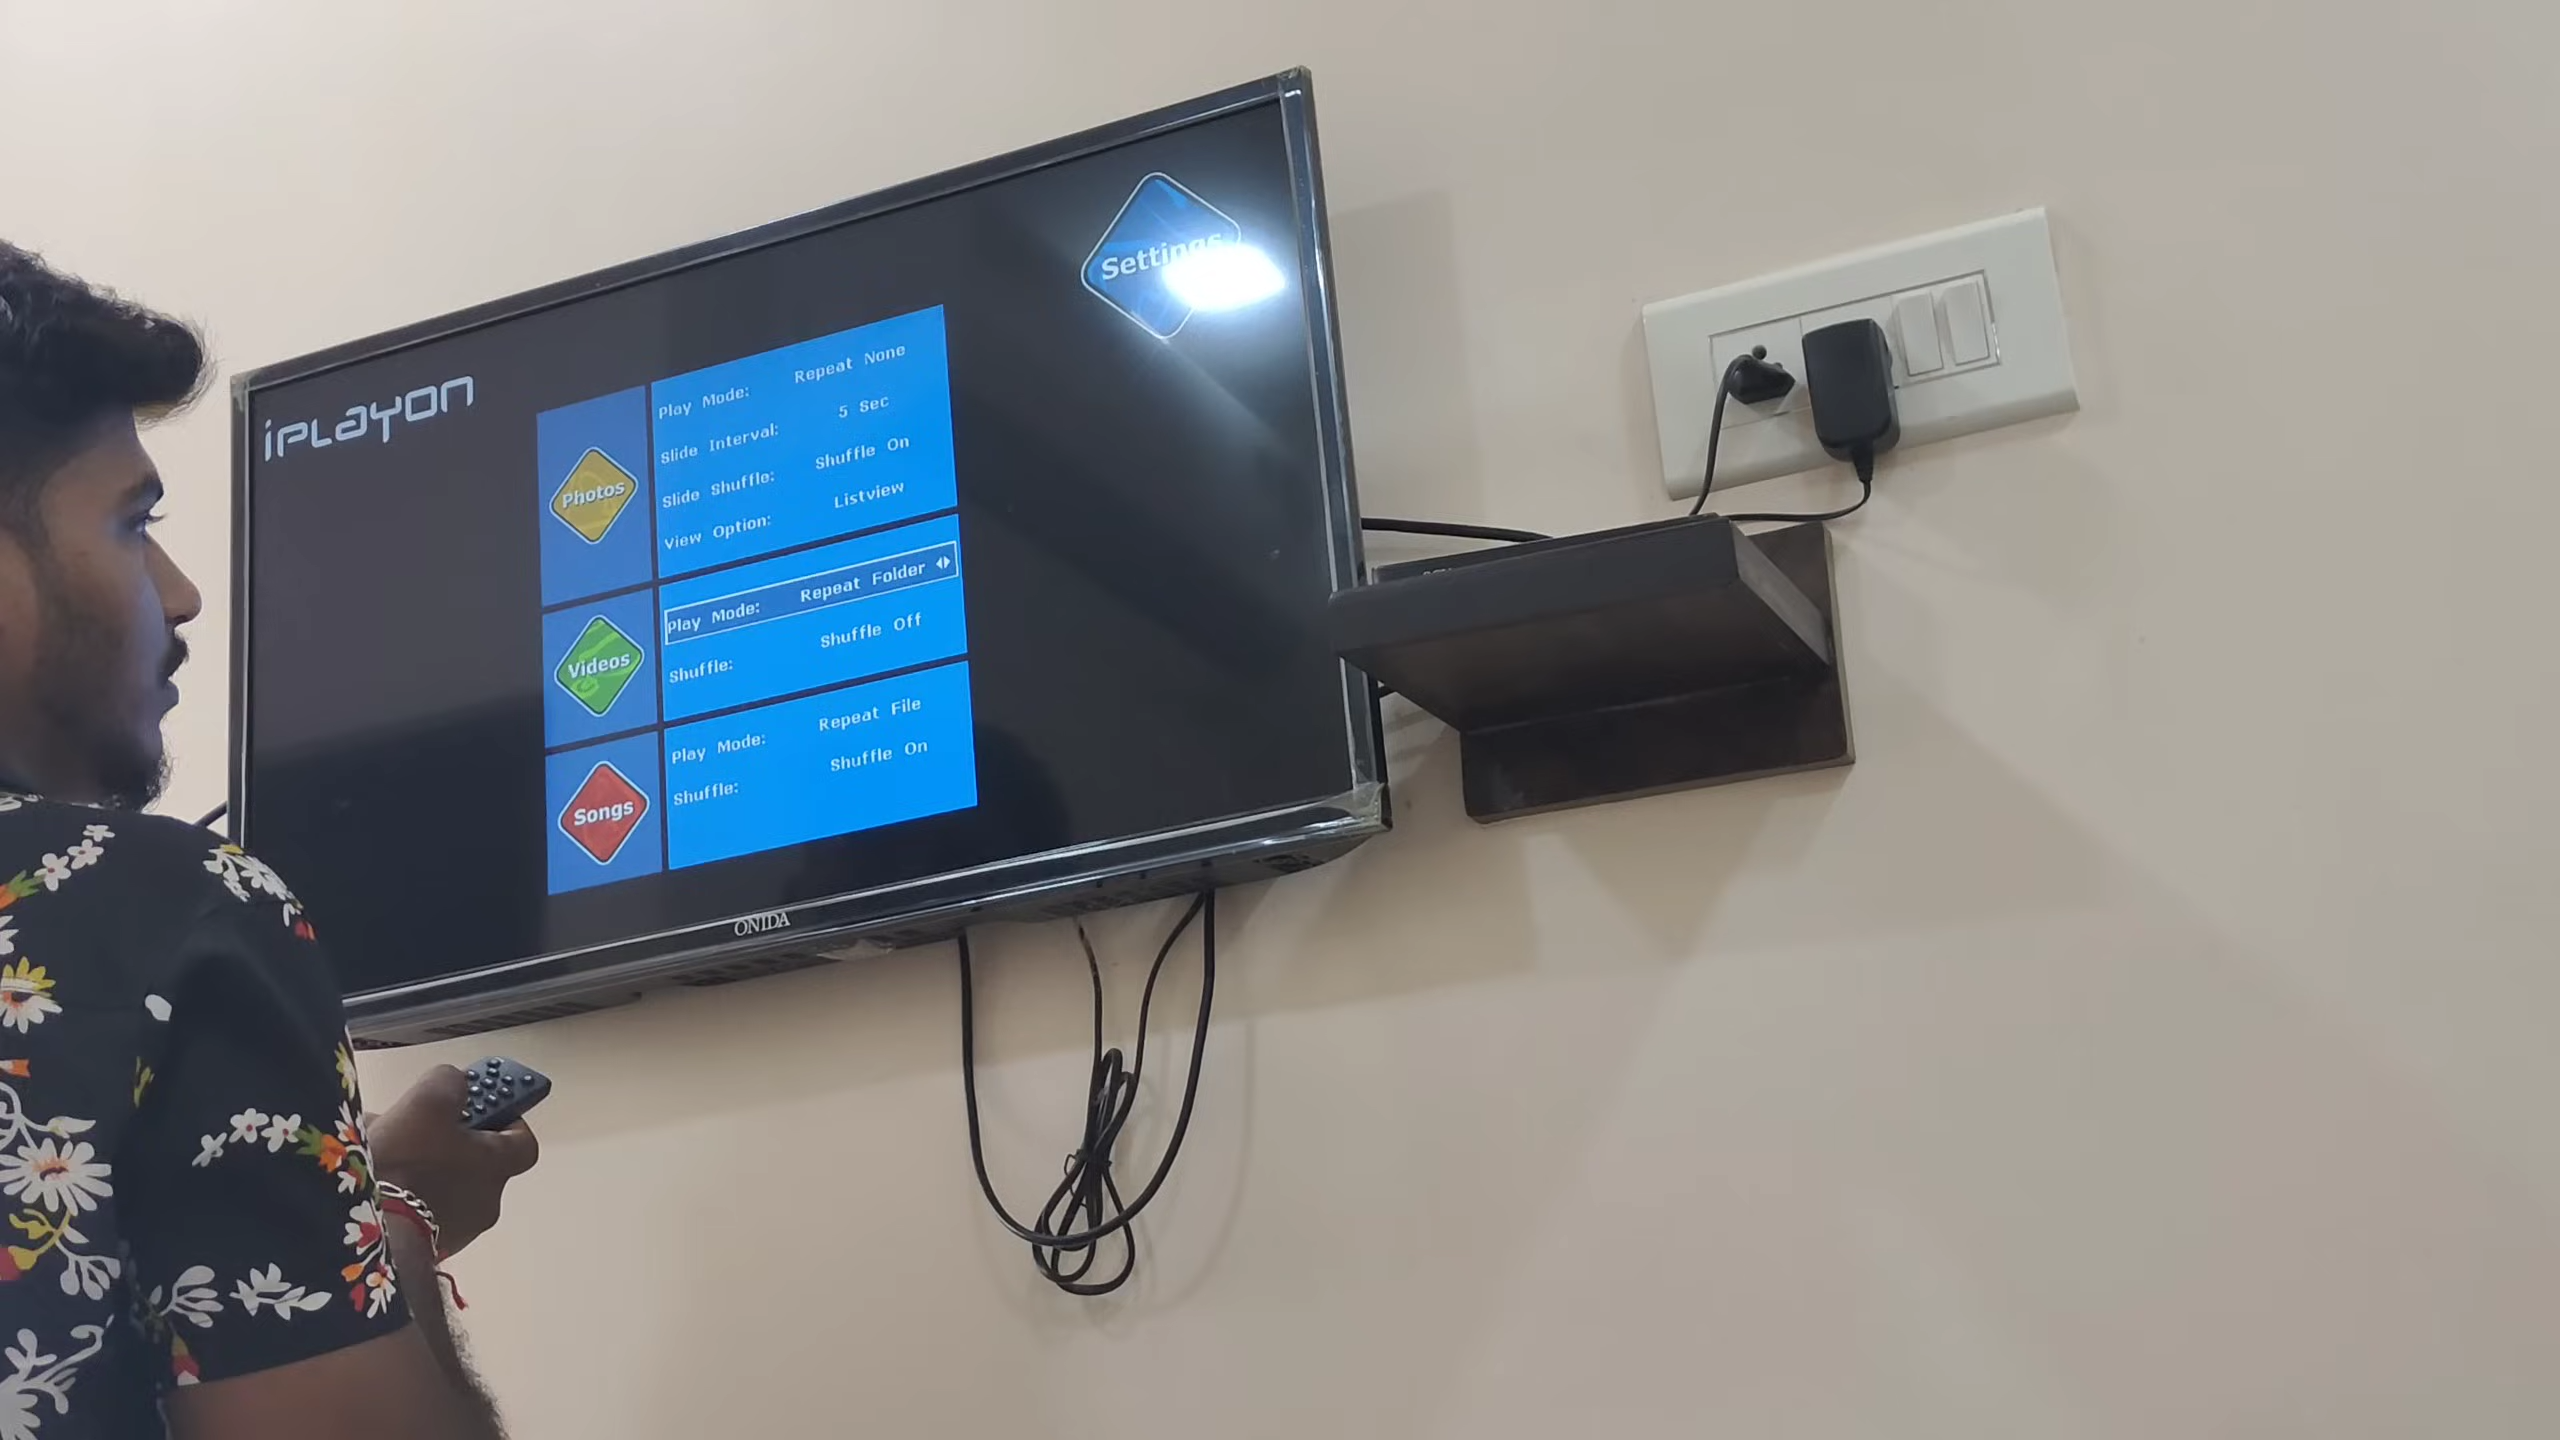 iPLAYON
Settings
Photos
Play Mode: Repeat None
Slide Interval: 5 Sec
Slide Shuffle: Shuffle On
View Option: Listview
Videos
Play Mode: Repeat Folder
Shuffle: Shuffle Off
Songs
Play Mode: Repeat File
Shuffle: Shuffle On
ONIDA